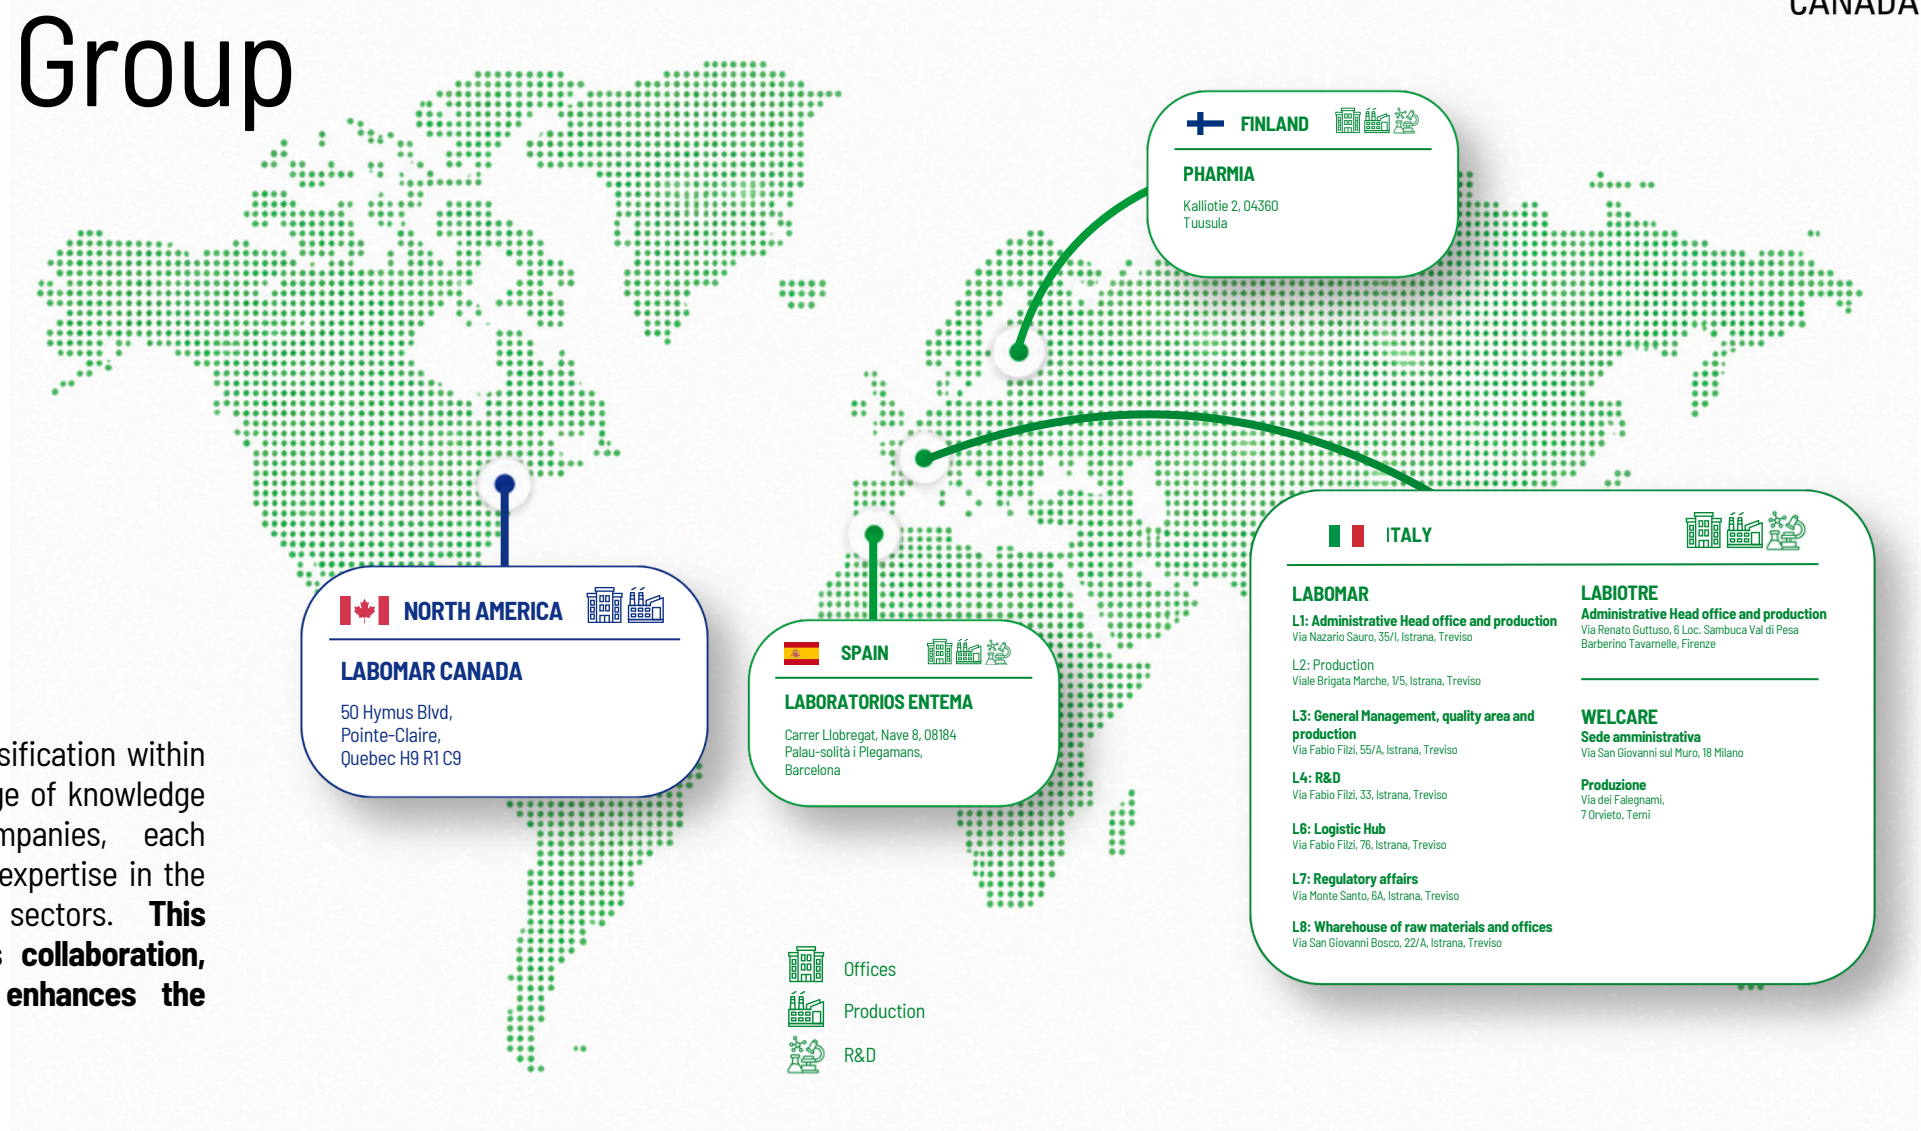 CANADA
Group
FINLAND
PHARMIA
Kalliotie 2, 04360
Tuusula
ITALY
LABOMAR
L1: Administrative Head office and production
Via Nazario Sauro, 35/I, Istrana, Treviso
L2: Production
Viale Brigata Marche, 1/5, Istrana, Treviso
L3: General Management, quality area and
production
Via Fabio Filzi, 55/A, Istrana, Treviso
L4: R&D
Via Fabio Filzi, 33, Istrana, Treviso
L6: Logistic Hub
Via Fabio Filzi, 76, Istrana, Treviso
L7: Regulatory affairs
Via Monte Santo, 6A, Istrana, Treviso
L8: Wharehouse of raw materials and offices
Via San Giovanni Bosco, 22/A, Istrana, Treviso
LABIOTRE
Administrative Head office and production
Via Renato Guttuso, 6 Loc. Sambuca Val di Pesa
Barberino Tavarnelle, Firenze
WELCARE
Sede amministrativa
Via San Giovanni sul Muro, 18 Milano
Produzione
Via dei Falegnami,
7 Orvieto, Terni
NORTH AMERICA
LABOMAR CANADA
50 Hymus Blvd,
Pointe-Claire,
Quebec H9 R1 C9
SPAIN
LABORATORIOS ENTEMA
Carrer Llobregat, Nave 8, 08184
Palau-solità i Plegamans,
Barcelona
sification within
ge of knowledge
mpanies, each
expertise in the
sectors. This
s collaboration,
enhances the
Offices
Production
R&D